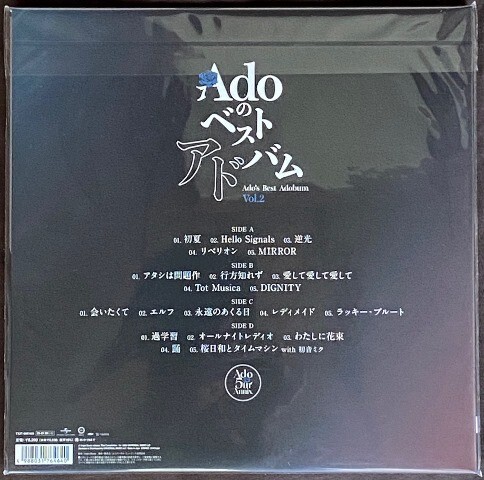 Ado
の
ベスト
アドバム
Ado's Best Adobum
Vol.2
SIDE A
01. 初夏 02. Hello Signals 03. 逆光
04. リベリオン 05. MIRROR
SIDE B
01. アタシは問題作 02. 行方知れず 03. 愛して愛して愛して
04. Tot Musica 05. DIGNITY
SIDE C
01. 会いたくて 02. エルフ 03. 永遠のあくる日 04. レディメイド 05. ラッキー・ブルート
SIDE D
01. 過学習 02. オールナイトレディオ 03. わたしに花束
04. 踊 05. 桜日和とタイムマシン with 初音ミク
Ado
5th
4 988031 764640